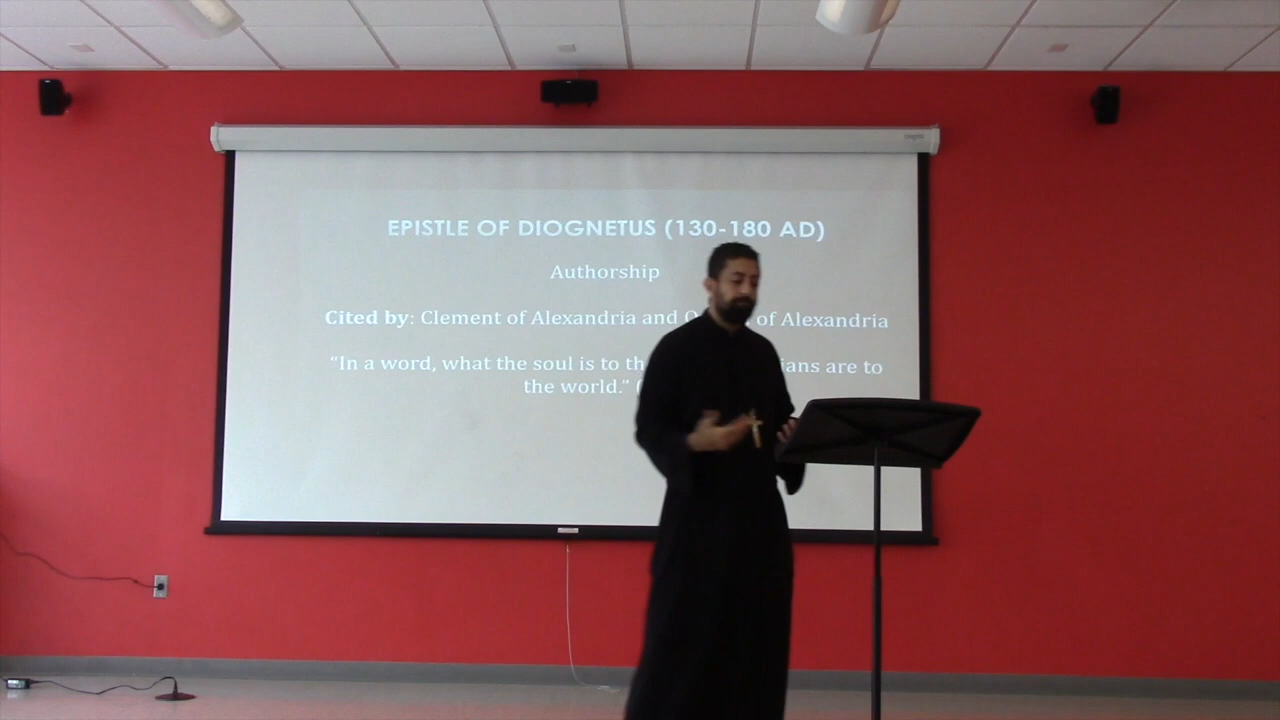 EPISTLE OF DIOGNETUS (130-180 AD)
Authorship
Cited by: Clement of Alexandria and of Alexandria
“In a word, what the soul is to are to
the world.” (